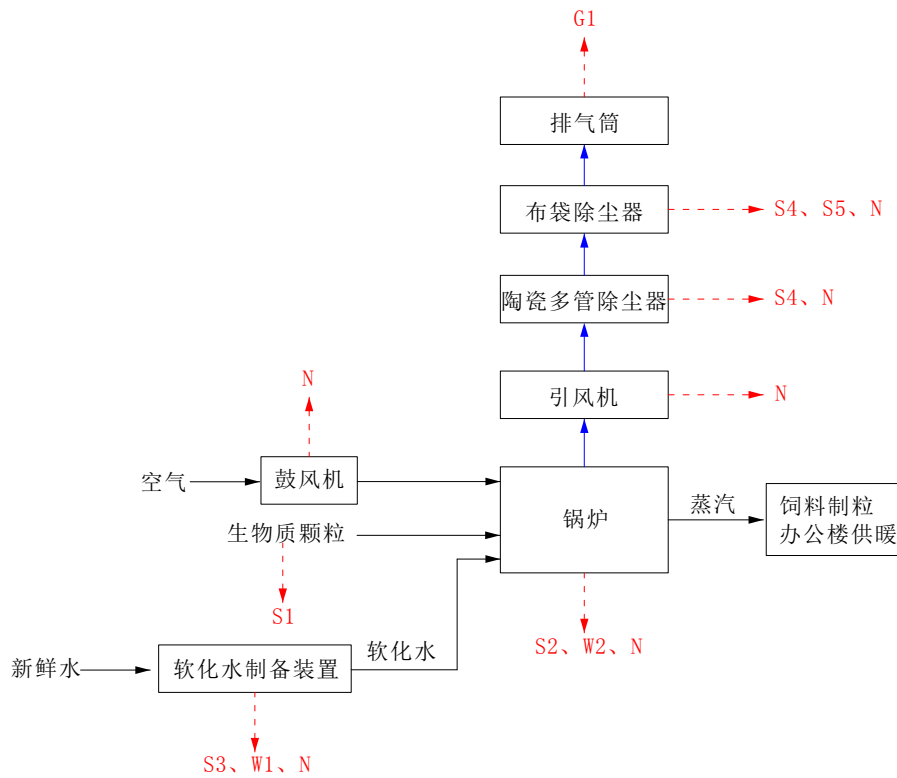 G1
排气筒
布袋除尘器
S4、S5、N
陶瓷多管除尘器
S4、N
N
引风机
N
空气
鼓风机
锅炉
蒸汽
饲料制粒
办公楼供暖
生物质颗粒
S1
S2、W2、N
新鲜水
软化水制备装置
软化水
S3、W1、N